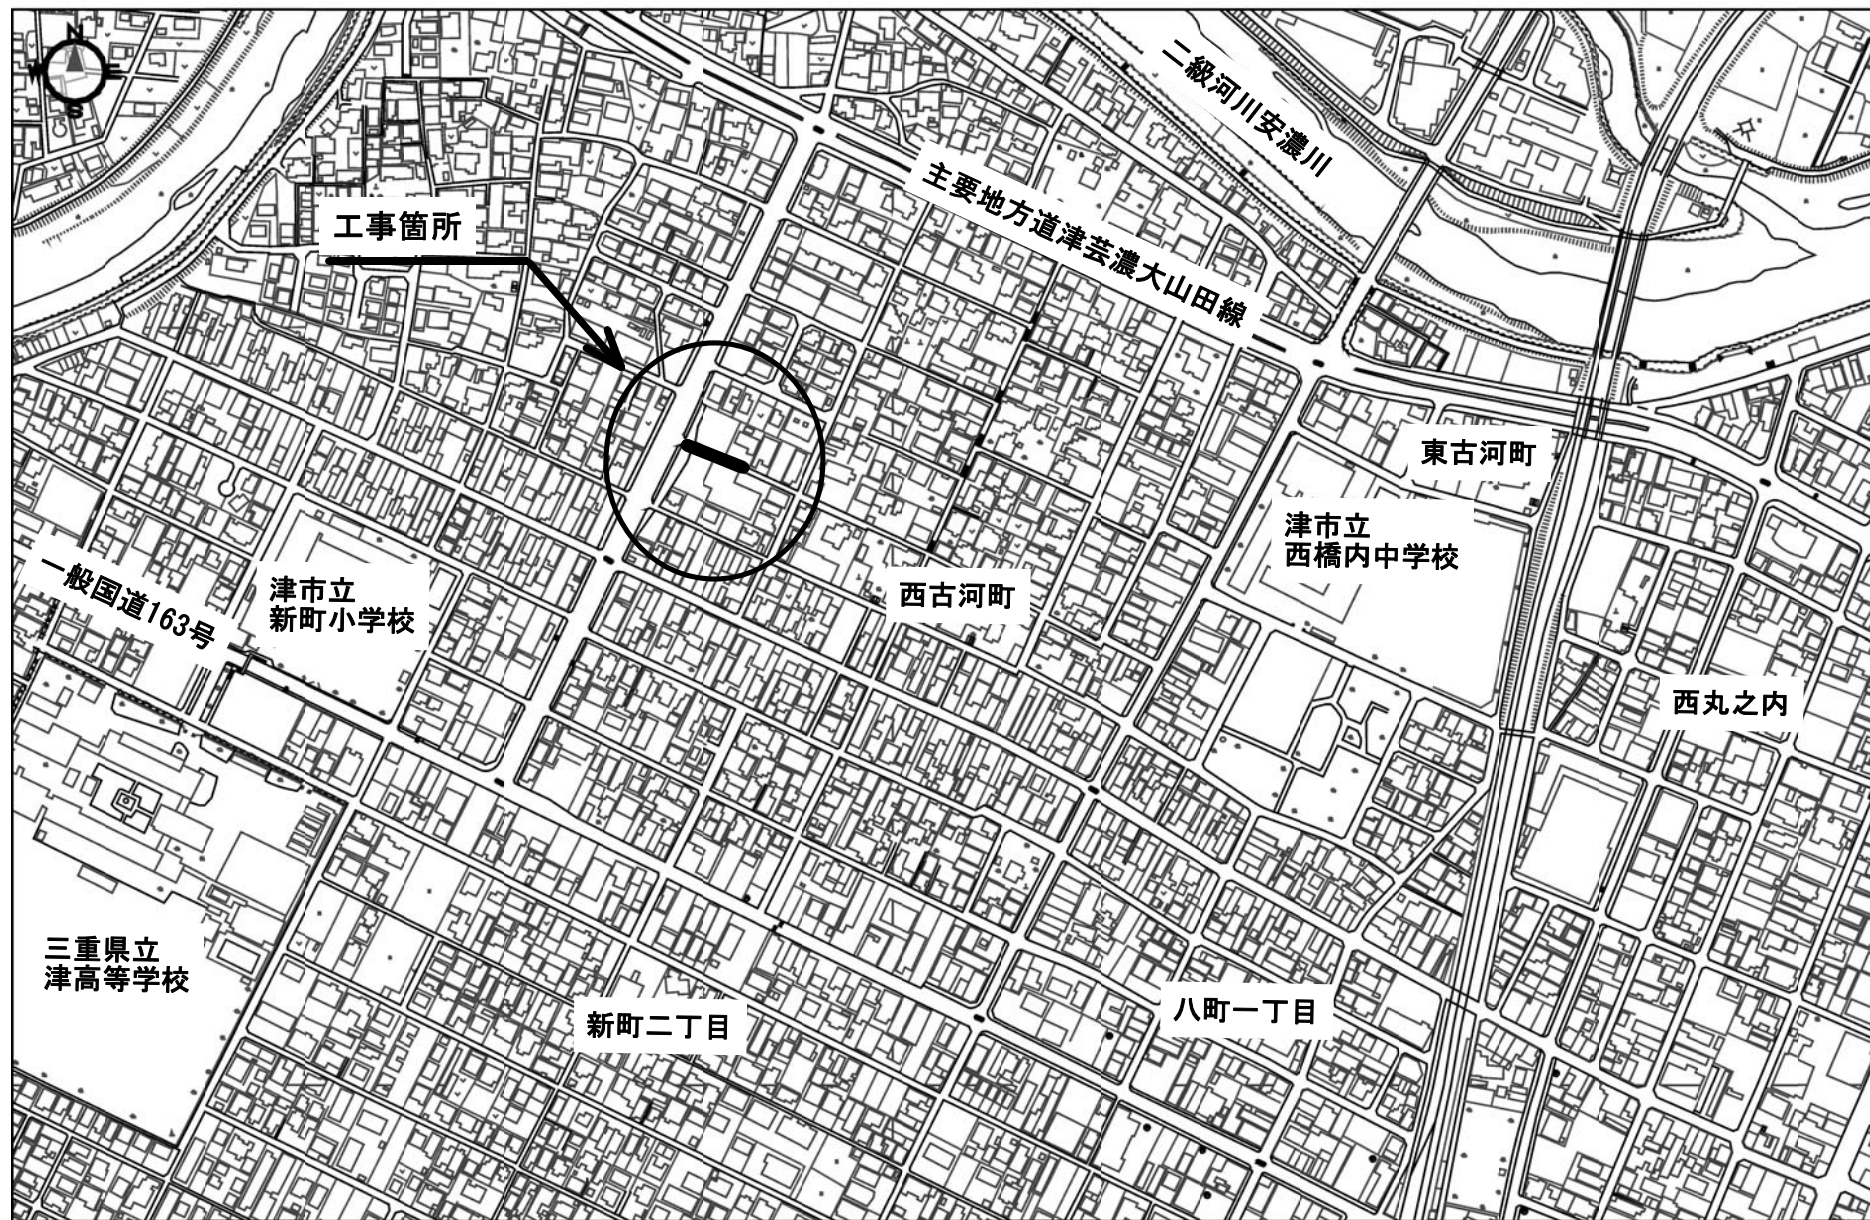 N
W
E
S
二級河川安濃川
主要地方道津芸濃大山田線
工事箇所
東古河町
津市立
西橋内中学校
一般国道163号
津市立
新町小学校
西古河町
西丸之内
三重県立
津高等学校
新町二丁目
八町一丁目